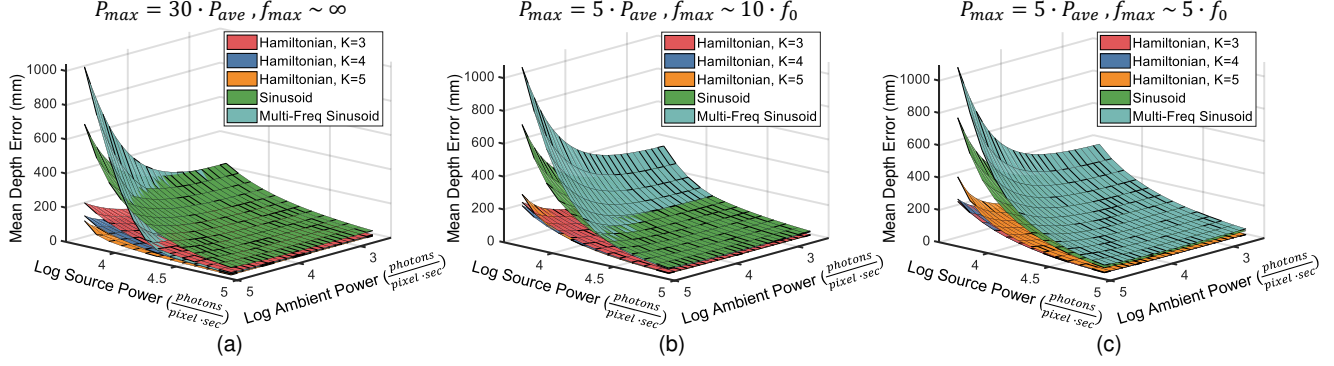 P_max = 30 · P_ave , f_max ~ ∞
Hamiltonian, K=3
Hamiltonian, K=4
Hamiltonian, K=5
Sinusoid
Multi-Freq Sinusoid
Mean Depth Error (mm)
1000
800
600
400
200
0
4
4.5
5
5
4
3
Log Source Power (photons / pixel · sec)
Log Ambient Power (photons / pixel · sec)
(a)
P_max = 5 · P_ave , f_max ~ 10 · f_0
Hamiltonian, K=3
Hamiltonian, K=4
Hamiltonian, K=5
Sinusoid
Multi-Freq Sinusoid
Mean Depth Error (mm)
1000
800
600
400
200
0
4
4.5
5
5
4
3
Log Source Power (photons / pixel · sec)
Log Ambient Power (photons / pixel · sec)
(b)
P_max = 5 · P_ave , f_max ~ 5 · f_0
Hamiltonian, K=3
Hamiltonian, K=4
Hamiltonian, K=5
Sinusoid
Multi-Freq Sinusoid
Mean Depth Error (mm)
1000
800
600
400
200
0
4
4.5
5
5
4
3
Log Source Power (photons / pixel · sec)
Log Ambient Power (photons / pixel · sec)
(c)